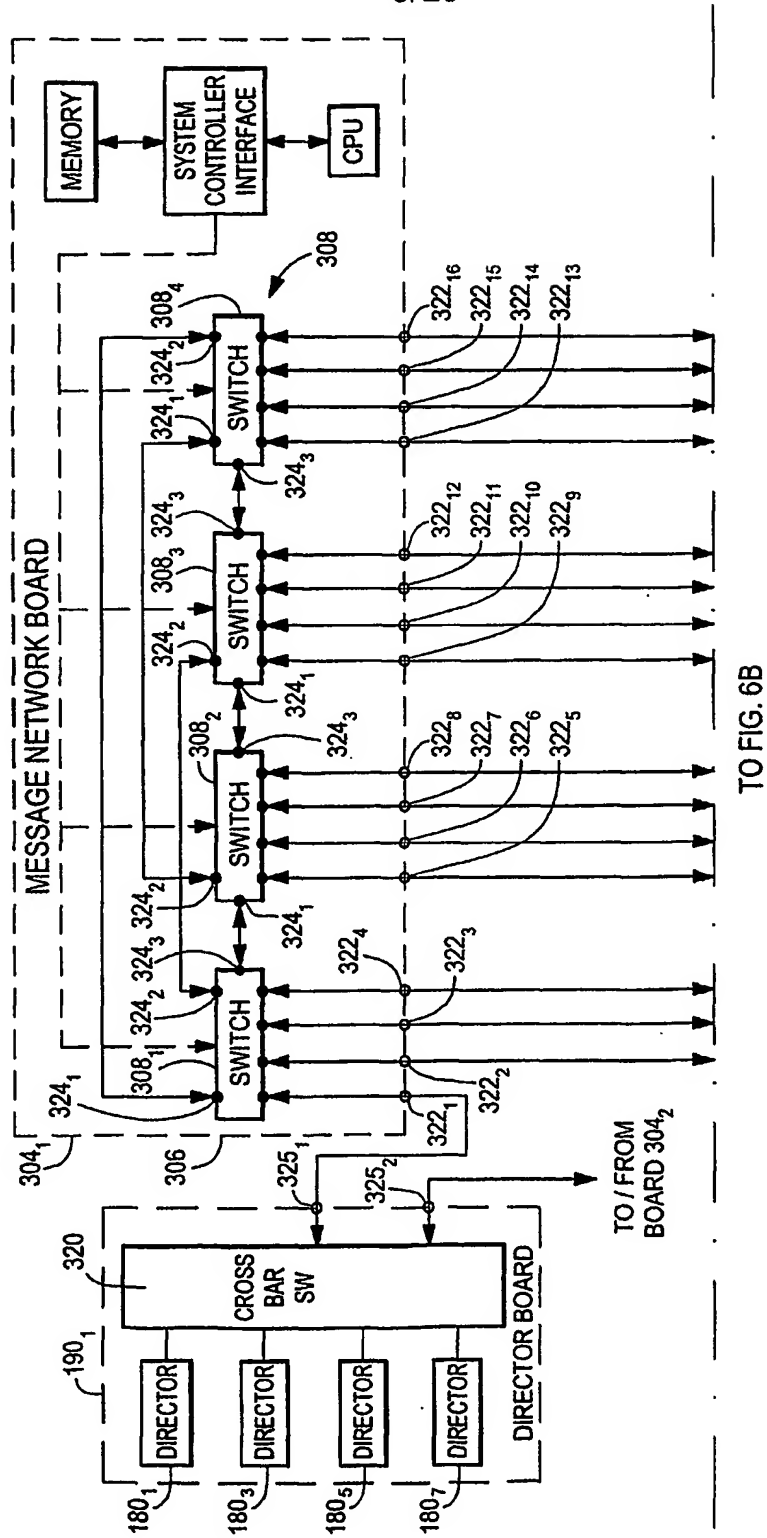 MESSAGE NETWORK BOARD
MEMORY
SYSTEM
CONTROLLER
INTERFACE
CPU
304₁
306
308
308₁
SWITCH
324₁
324₂
324₃
308₂
SWITCH
324₂
324₁
324₃
308₃
SWITCH
324₂
324₁
324₃
308₄
SWITCH
324₁
324₂
324₃
322₁
322₂
322₃
322₄
322₅
322₆
322₇
322₈
322₉
322₁₀
322₁₁
322₁₂
322₁₃
322₁₄
322₁₅
322₁₆
190₁
320
CROSS
BAR
SW
325₁
325₂
DIRECTOR
DIRECTOR
DIRECTOR
DIRECTOR
180₁
180₃
180₅
180₇
DIRECTOR BOARD
TO / FROM
BOARD 304₂
TO FIG. 6B